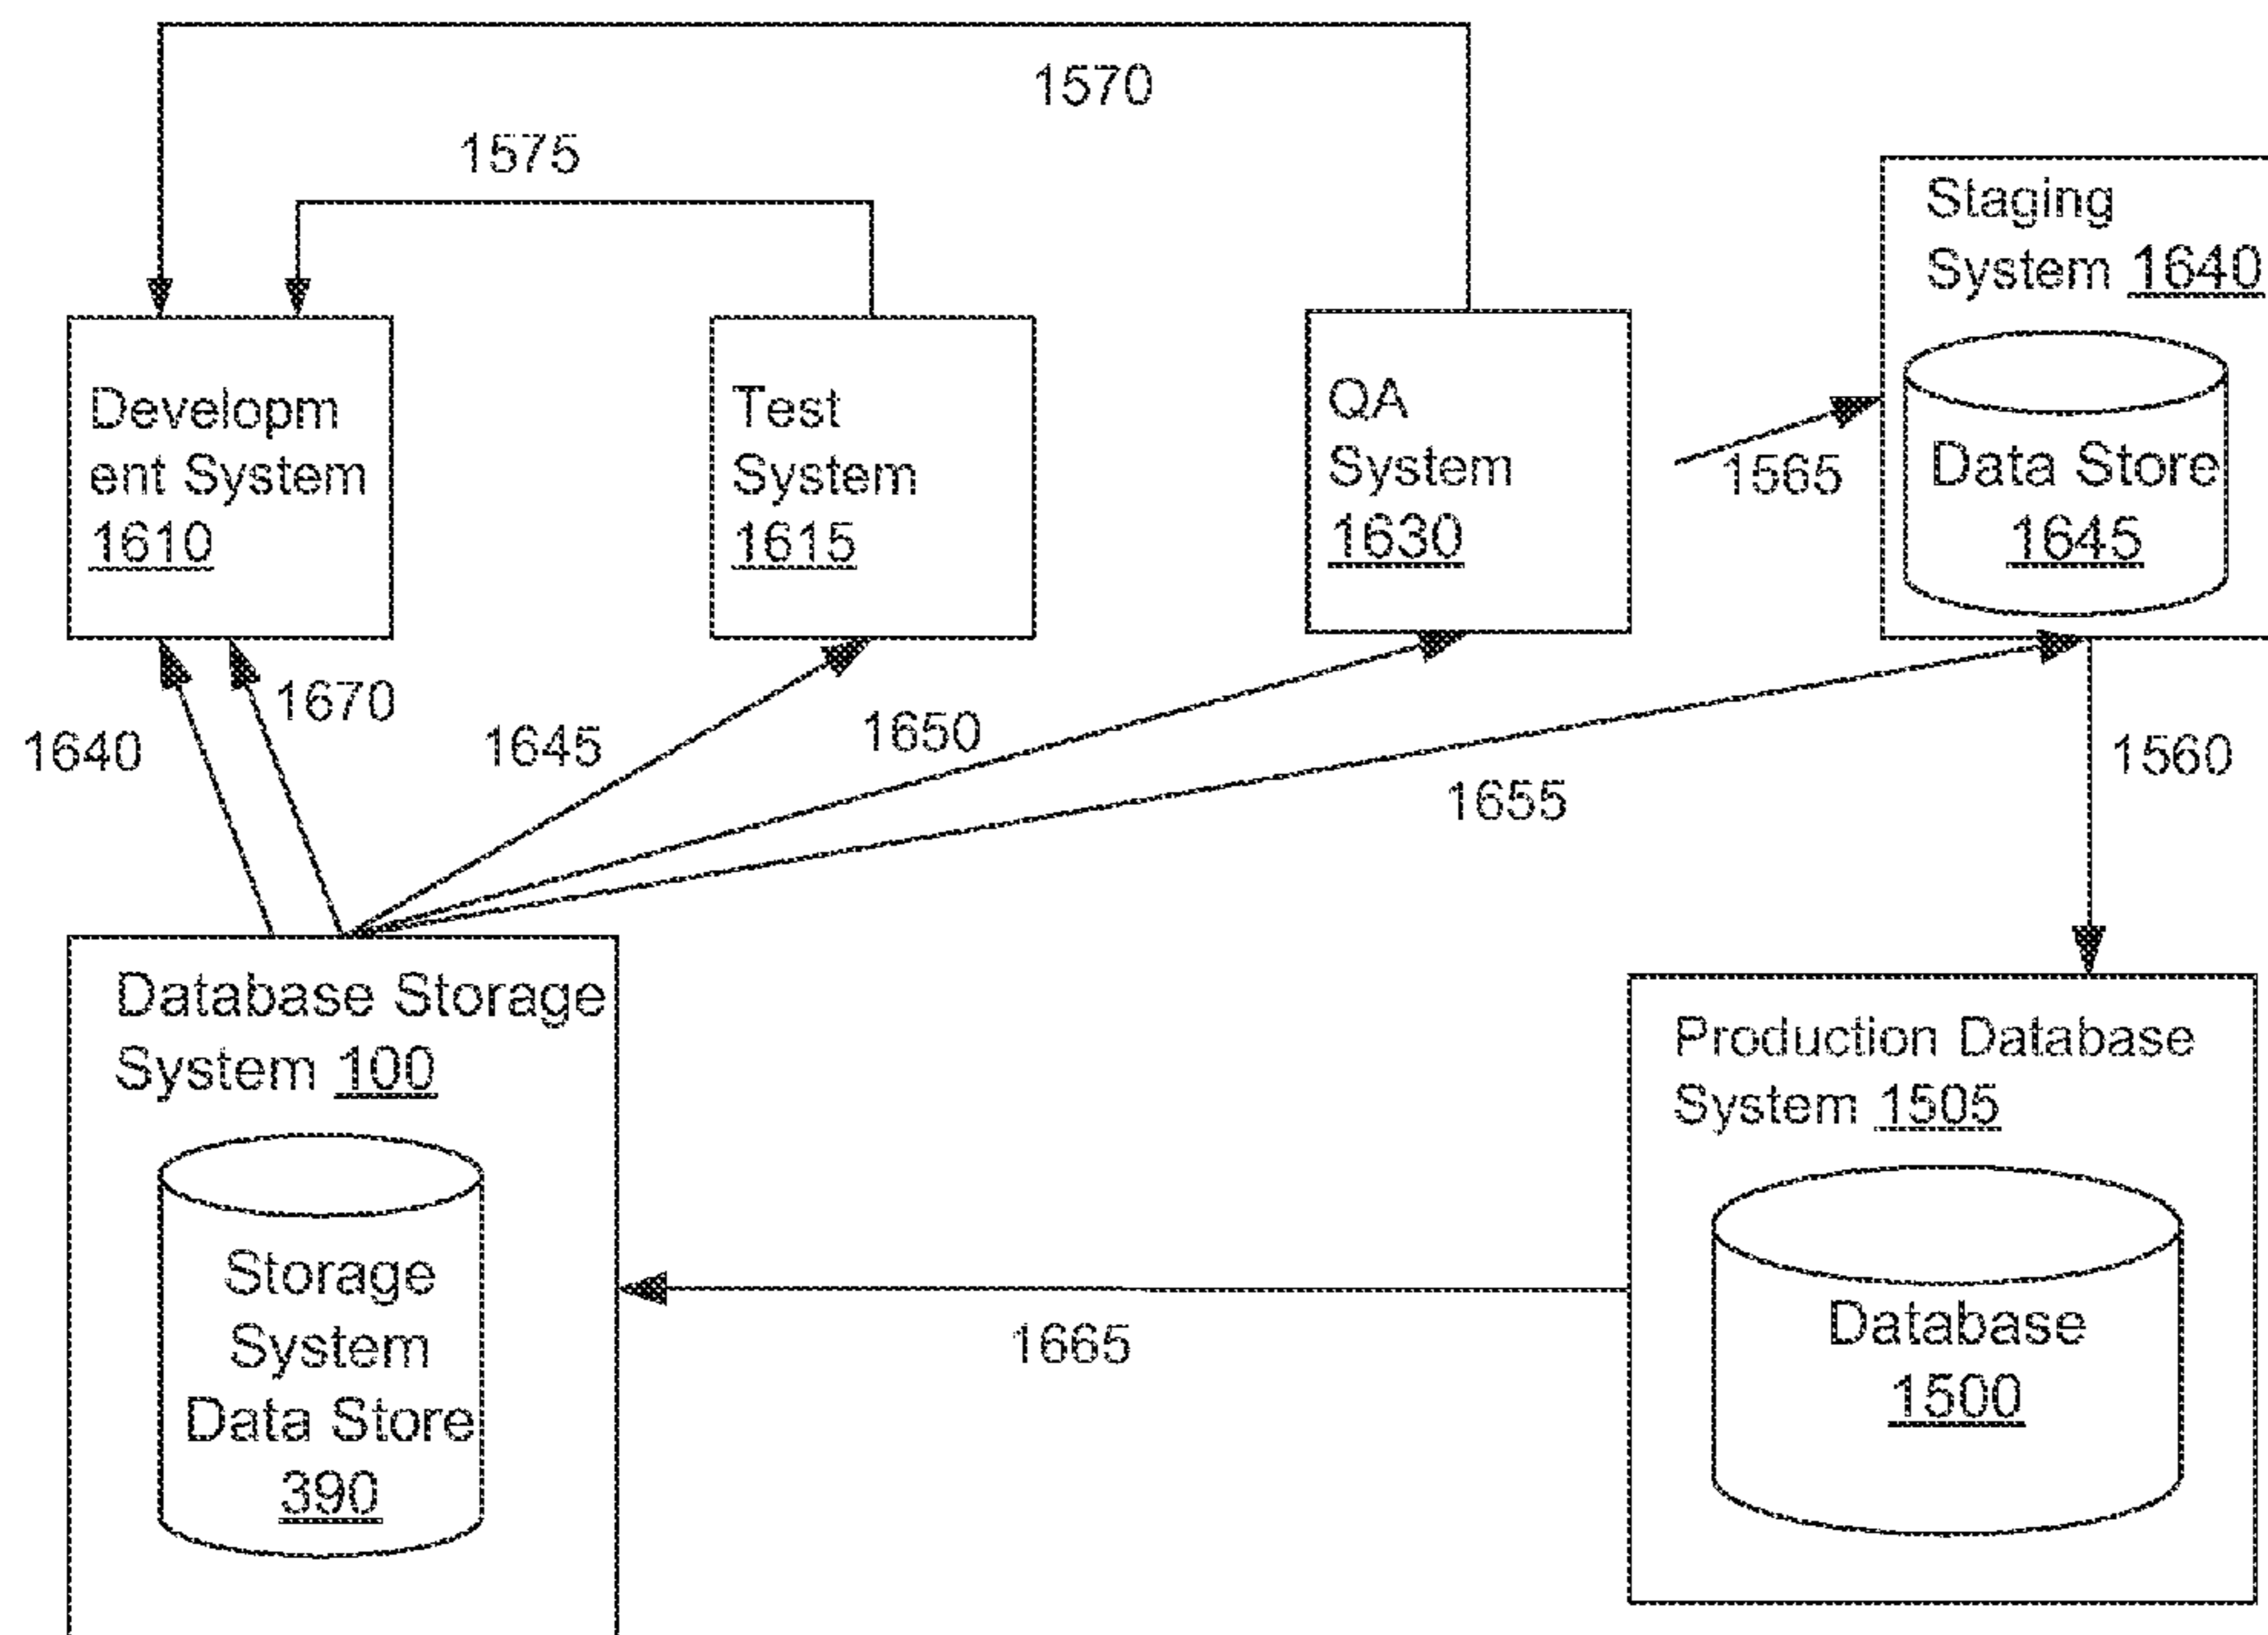 1570
1575
Staging
System 1640
Developm
ent System
1610
Test
System
1615
QA
System
1630
1565
Data Store
1645
1640
1670
1645
1650
1655
1560
Database Storage
System 100
Storage
System
Data Store
390
1665
Production Database
System 1505
Database
1500